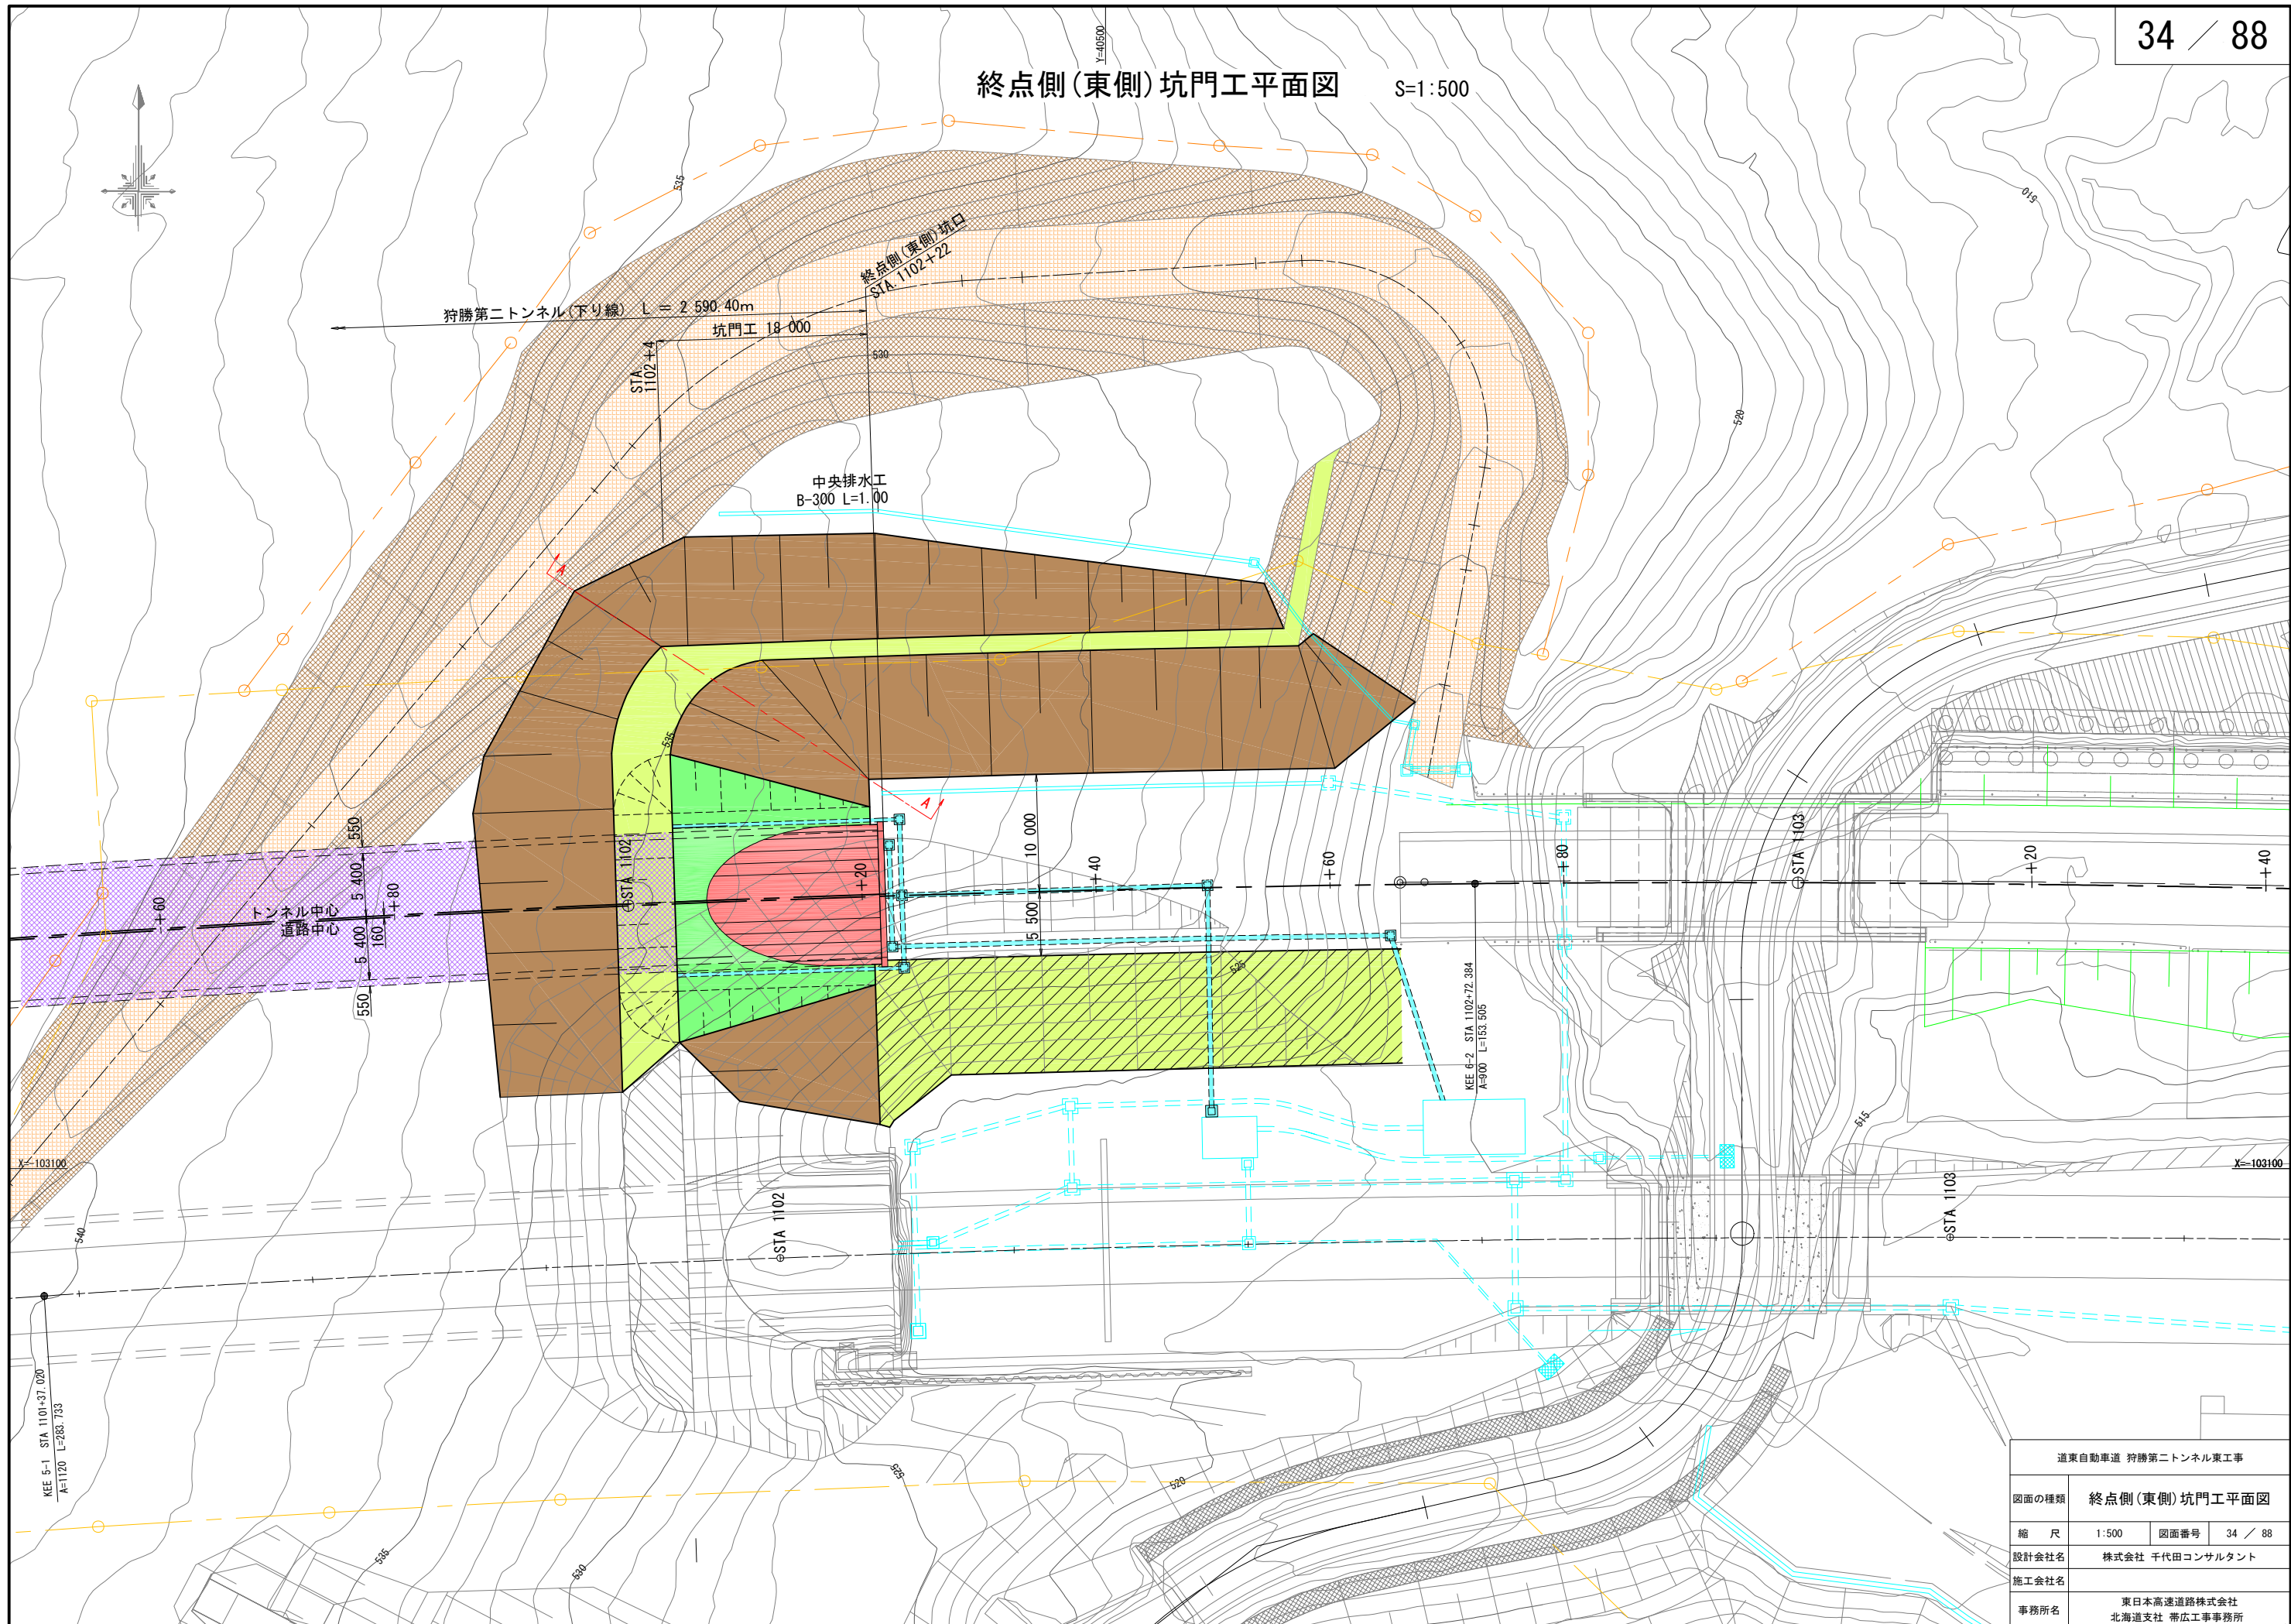 34 ／ 88
終点側(東側)坑門工平面図　S=1:500
Y=40500
535
510
終点側(東側)坑口
STA. 1102+22
狩勝第二トンネル(下り線)　L = 2 590.40m
坑門工 18 000
STA.
1102+4
530
520
中央排水工
B-300 L=1.00
A
A
535
550
5 400
5 400
160
550
+60
トンネル中心
道路中心
+80
⊕STA 1102
+20
+40
10 000
5 500
+60
+80
⊕STA 1103
+20
+40
525
KEE 6-2 STA 1102+72.384
A=900 L=153.505
515
X=-103100
X=-103100
540
⊕STA 1102
⊕STA 1103
KEE 5-1 STA 1101+37.020
A=1120 L=283.733
525
520
535
530
道東自動車道 狩勝第二トンネル東工事
図面の種類 終点側(東側)坑門工平面図
縮　尺 1:500 図面番号 34 ／ 88
設計会社名 株式会社 千代田コンサルタント
施工会社名
事務所名 東日本高速道路株式会社
北海道支社 帯広工事事務所